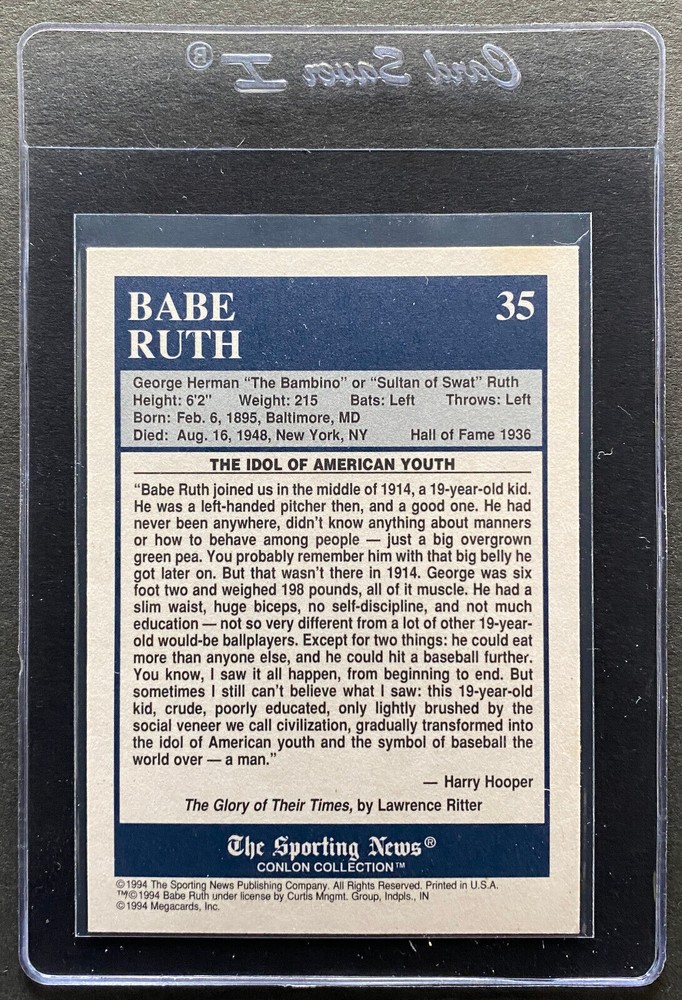 Card Saver I®
BABE
RUTH
35
George Herman “The Bambino” or “Sultan of Swat” Ruth
Height: 6'2" Weight: 215 Bats: Left Throws: Left
Born: Feb. 6, 1895, Baltimore, MD
Died: Aug. 16, 1948, New York, NY Hall of Fame 1936
THE IDOL OF AMERICAN YOUTH
“Babe Ruth joined us in the middle of 1914, a 19-year-old kid.
He was a left-handed pitcher then, and a good one. He had
never been anywhere, didn’t know anything about manners
or how to behave among people — just a big overgrown
green pea. You probably remember him with that big belly he
got later on. But that wasn’t there in 1914. George was six
foot two and weighed 198 pounds, all of it muscle. He had a
slim waist, huge biceps, no self-discipline, and not much
education — not so very different from a lot of other 19-year-
old would-be ballplayers. Except for two things: he could eat
more than anyone else, and he could hit a baseball further.
You know, I saw it all happen, from beginning to end. But
sometimes I still can’t believe what I saw: this 19-year-old
kid, crude, poorly educated, only lightly brushed by the
social veneer we call civilization, gradually transformed into
the idol of American youth and the symbol of baseball the
world over — a man.”
— Harry Hooper
The Glory of Their Times, by Lawrence Ritter
The Sporting News®
CONLON COLLECTION™
©1994 The Sporting News Publishing Company. All Rights Reserved. Printed in U.S.A.
™/©1994 Babe Ruth under license by Curtis Mngmt. Group, Indpls., IN
©1994 Megacards, Inc.